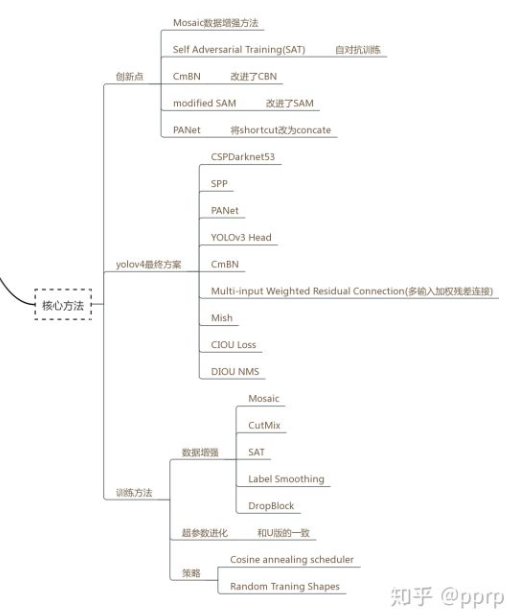 Mosaic数据增强方法
Self Adversarial Training(SAT) 自对抗训练
创新点
CmBN 改进了CBN
modified SAM 改进了SAM
PANet 将shortcut改为concate
CSPDarknet53
SPP
PANet
YOLOv3 Head
yolov4最终方案
CmBN
Multi-input Weighted Residual Connection(多输入加权残差连接)
核心方法
Mish
CIOU Loss
DIOU NMS
Mosaic
CutMix
数据增强
SAT
Label Smoothing
训练方法
DropBlock
超参数进化 和U版的一致
Cosine annealing scheduler
策略
Random Traning Shapes
知乎 @pprp